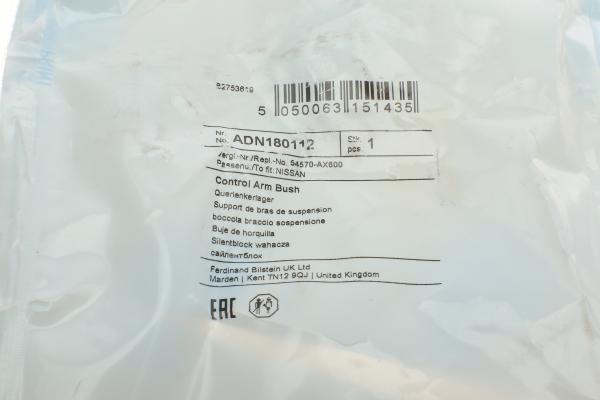 82753619
5 050063 151435
Nr.
No. ADN180112 Stk. pcs. 1
Vergl.-Nr./Repl.-No. 54570-AX600
Passend/To fit: NISSAN
Control Arm Bush
Querlenkerlager
Support de bras de suspension
boccola braccio sospensione
Buje de horquilla
Silentblock wahacza
сайлентблок
Ferdinand Bilstein UK Ltd
Marden | Kent TN12 9QJ | United Kingdom
EAC